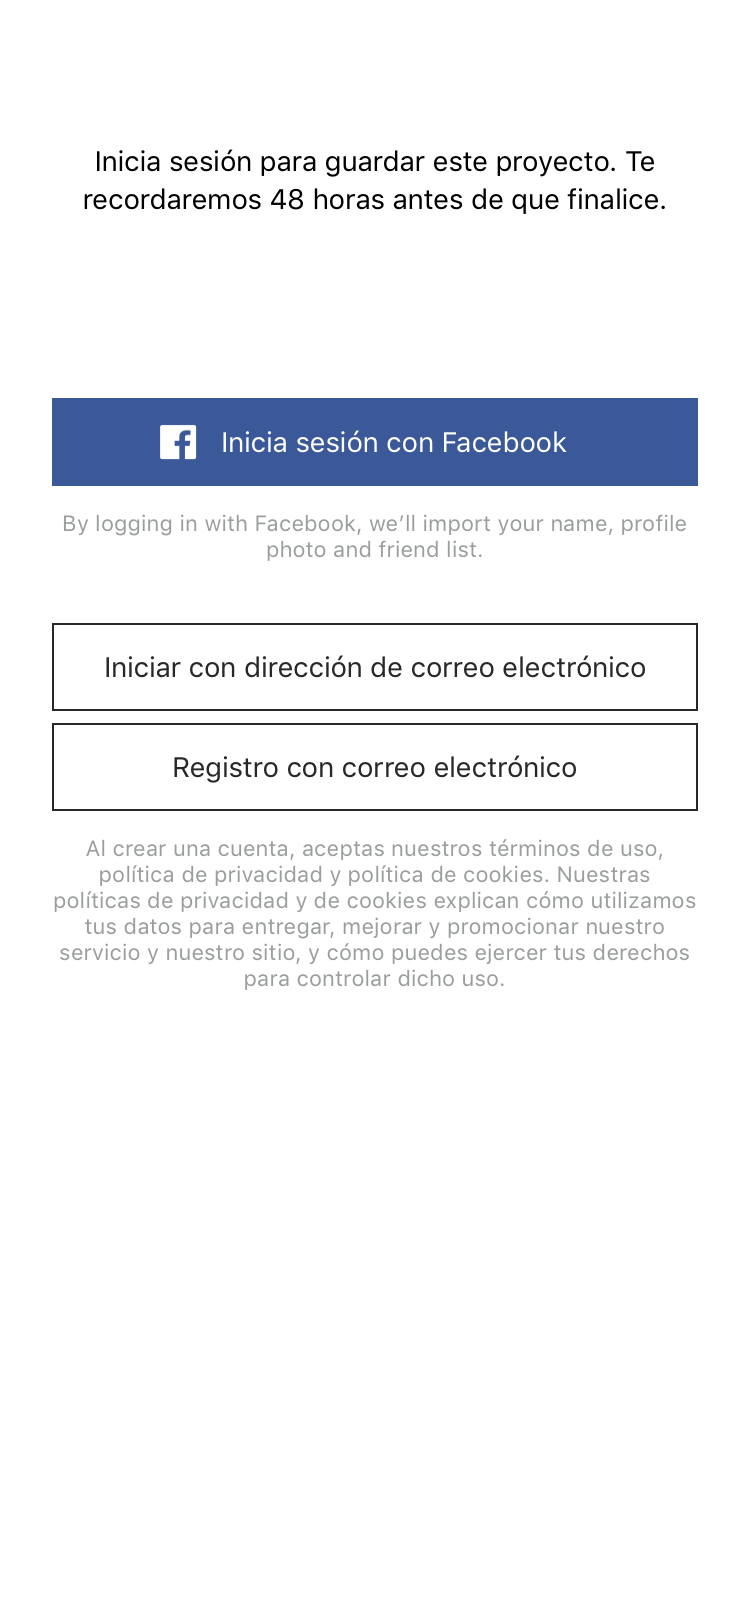 Inicia sesión para guardar este proyecto. Te
recordaremos 48 horas antes de que finalice.
Inicia sesión con Facebook
By logging in with Facebook, we’ll import your name, profile
photo and friend list.
Iniciar con dirección de correo electrónico
Registro con correo electrónico
Al crear una cuenta, aceptas nuestros términos de uso,
política de privacidad y política de cookies. Nuestras
políticas de privacidad y de cookies explican cómo utilizamos
tus datos para entregar, mejorar y promocionar nuestro
servicio y nuestro sitio, y cómo puedes ejercer tus derechos
para controlar dicho uso.